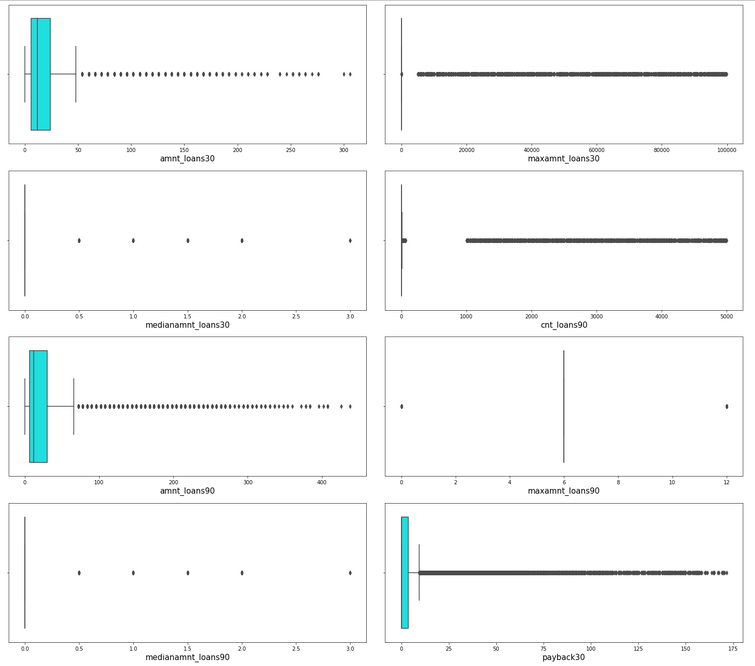 0 50 100 150 200 250 300
amnt_loans30
0 20000 40000 60000 80000 100000
maxamnt_loans30
0.0 0.5 1.0 1.5 2.0 2.5 3.0
medianamnt_loans30
0 1000 2000 3000 4000 5000
cnt_loans90
0 100 200 300 400
amnt_loans90
0 2 4 6 8 10 12
maxamnt_loans90
0.0 0.5 1.0 1.5 2.0 2.5 3.0
medianamnt_loans90
0 25 50 75 100 125 150 175
payback30